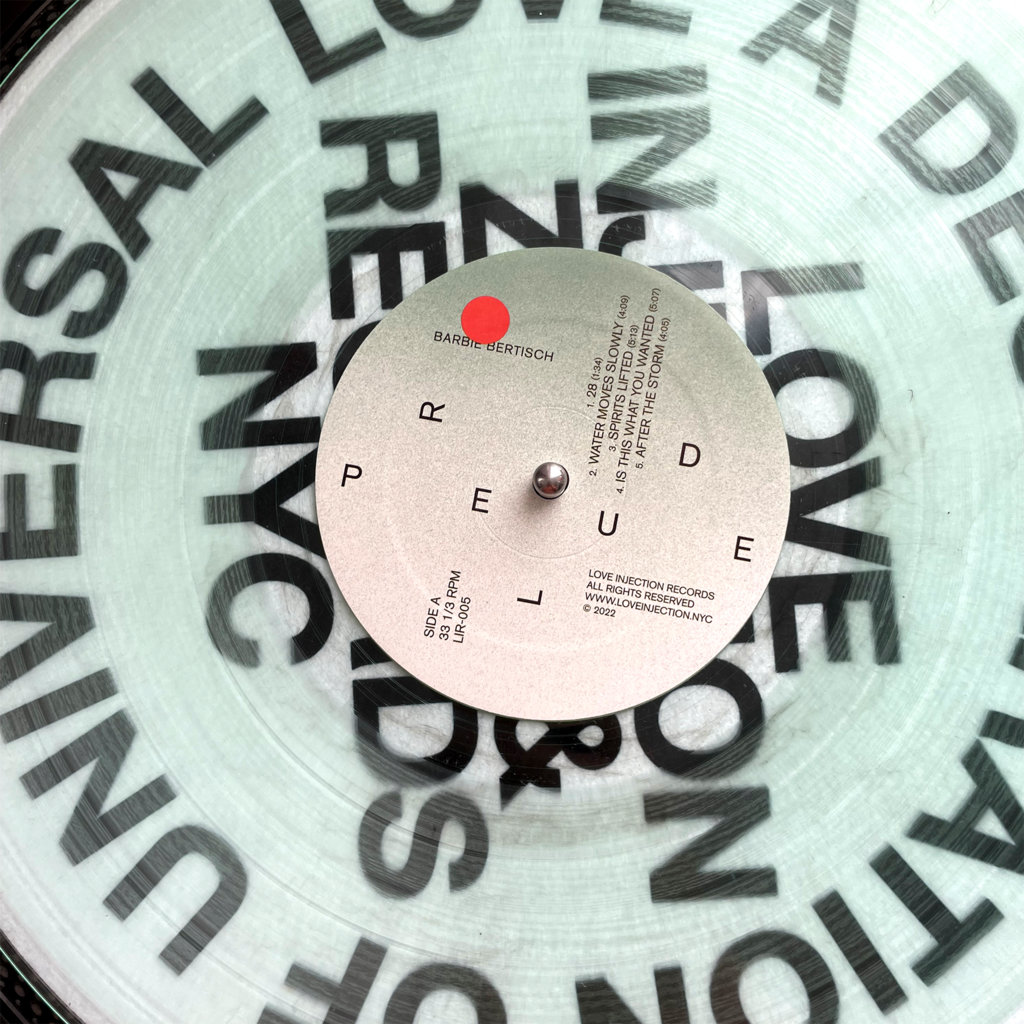 BARBIE BERTISCH
P
R
E
L
U
D
E
1. 28 (1:34)
2. WATER MOVES SLOWLY (4:09)
3. SPIRITS LIFTED (5:13)
4. IS THIS WHAT YOU WANTED (5:07)
5. AFTER THE STORM (4:05)
SIDE A
33 1/3 RPM
LIR-005
LOVE INJECTION RECORDS
ALL RIGHTS RESERVED
WWW.LOVEINJECTION.NYC
© 2022
LOVE
IN
ON
NYC
&
UNIVERSAL LOVE
A
OF